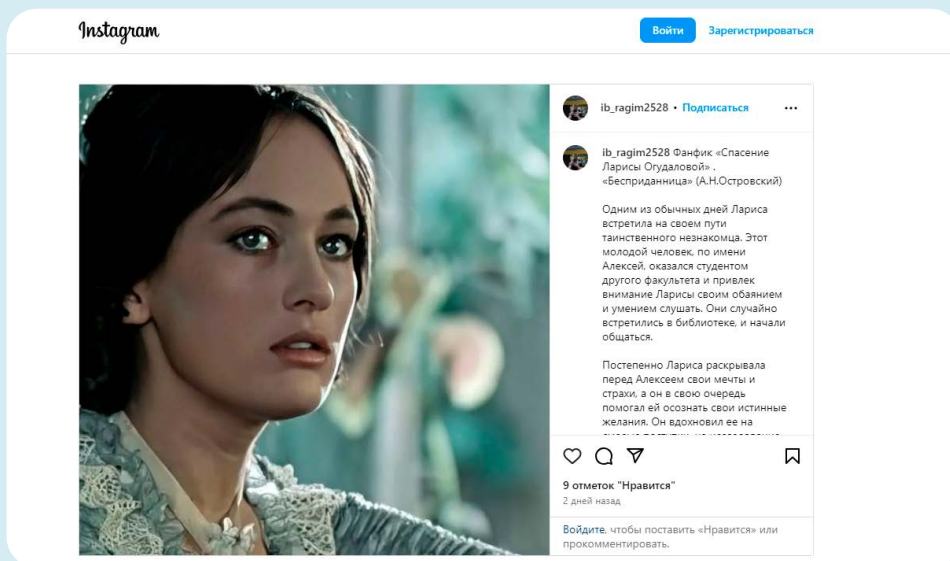 Instagram
Войти
Зарегистрироваться
ib_ragim2528 • Подписаться
ib_ragim2528 Фанфик «Спасение
Ларисы Огудаловой» .
«Бесприданница» (А.Н.Островский)
Одним из обычных дней Лариса
встретила на своем пути
таинственного незнакомца. Этот
молодой человек, по имени
Алексей, оказался студентом
другого факультета и привлек
внимание Ларисы своим обаянием
и умением слушать. Они случайно
встретились в библиотеке, и начали
общаться.
Постепенно Лариса раскрывала
перед Алексеем свои мечты и
страхи, а он в свою очередь
помогал ей осознать свои истинные
желания. Он вдохновил ее на
9 отметок "Нравится"
2 дней назад
Войдите, чтобы поставить «Нравится» или
прокомментировать.